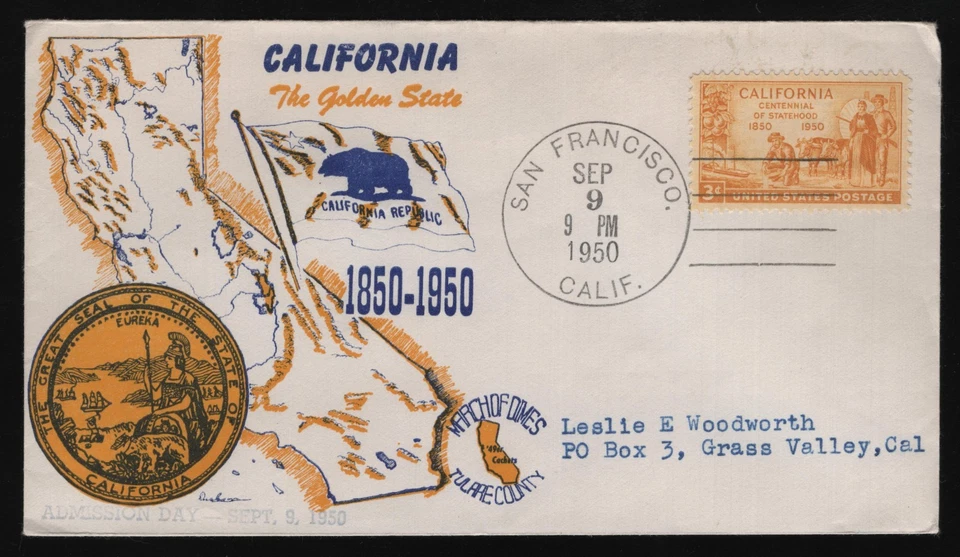 CALIFORNIA
The Golden State
CALIFORNIA REPUBLIC
1850-1950
THE GREAT SEAL OF THE STATE OF CALIFORNIA
EUREKA
MARCH OF DIMES
'49er
Cachets
TULARE COUNTY
ADMISSION DAY — SEPT. 9, 1950
SAN FRANCISCO.
SEP
9
9 PM
1950
CALIF.
CALIFORNIA
CENTENNIAL
OF STATEHOOD
1850 1950
3¢ UNITED STATES POSTAGE
Leslie E Woodworth
PO Box 3, Grass Valley,Cal